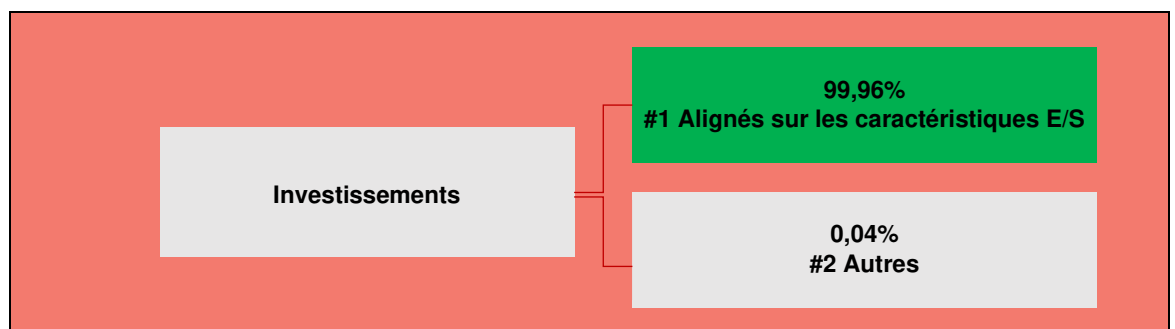 99,96%
#1 Alignés sur les caractéristiques E/S
Investissements
0,04%
#2 Autres